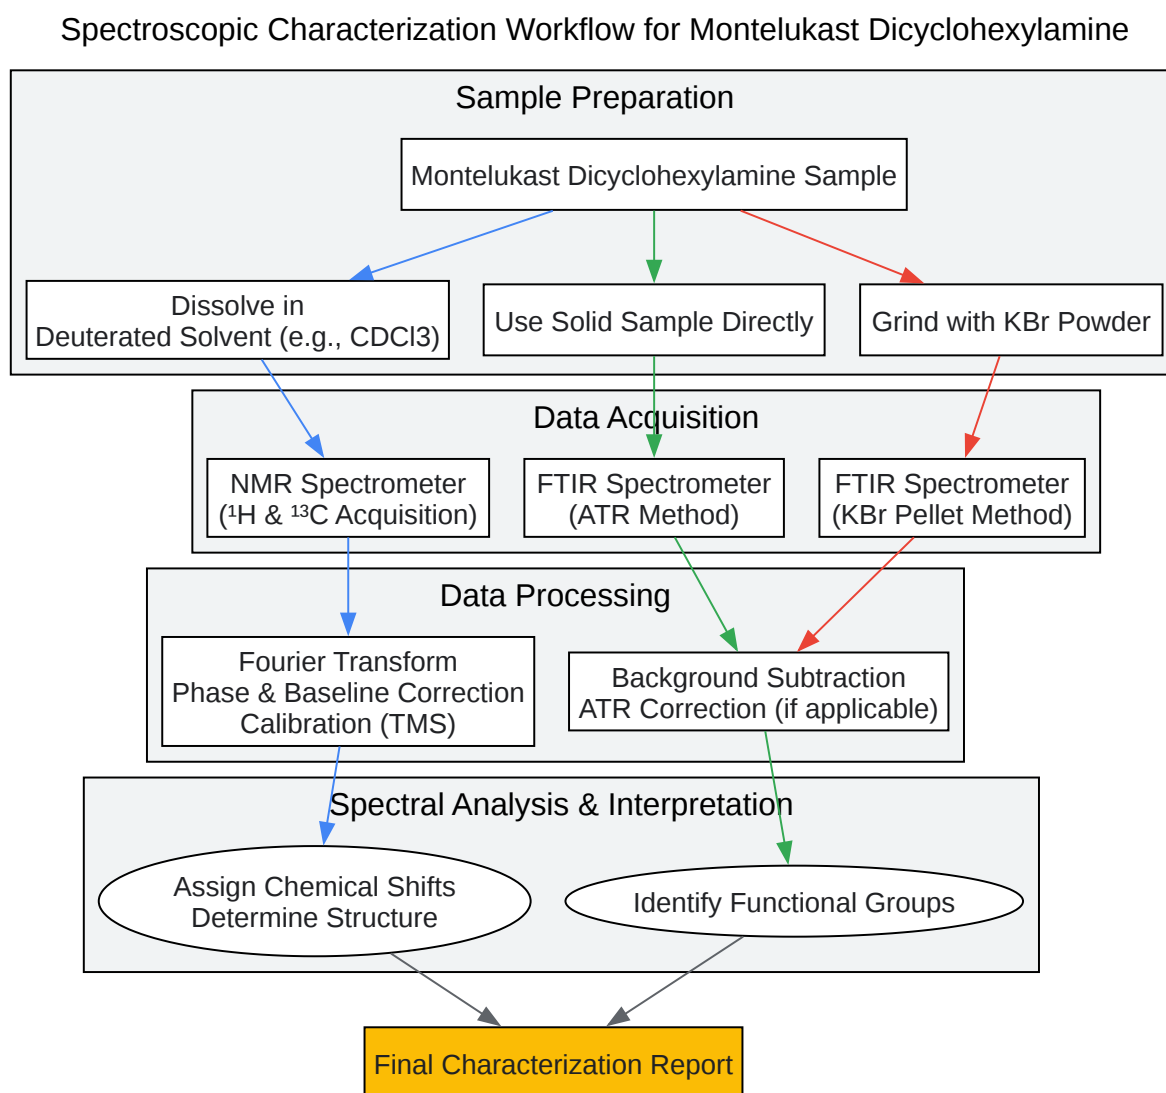 Spectroscopic Characterization Workflow for Montelukast Dicyclohexylamine
Sample Preparation
Montelukast Dicyclohexylamine Sample
Dissolve in
Deuterated Solvent (e.g., CDCl3)
Use Solid Sample Directly
Grind with KBr Powder
Data Acquisition
NMR Spectrometer
(¹H & ¹³C Acquisition)
FTIR Spectrometer
(ATR Method)
FTIR Spectrometer
(KBr Pellet Method)
Data Processing
Fourier Transform
Phase & Baseline Correction
Calibration (TMS)
Background Subtraction
ATR Correction (if applicable)
Spectral Analysis & Interpretation
Assign Chemical Shifts
Determine Structure
Identify Functional Groups
Final Characterization Report